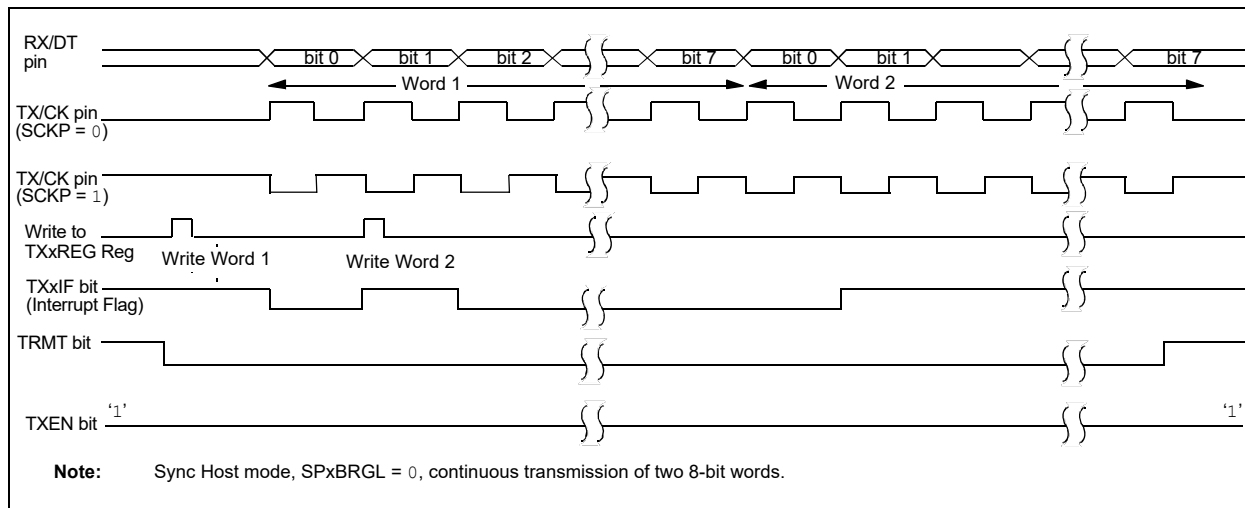 RX/DT
pin
bit 0 bit 1 bit 2 bit 7 bit 0 bit 1 bit 7
Word 1 Word 2
TX/CK pin
(SCKP = 0)
TX/CK pin
(SCKP = 1)
Write to
TXxREG Reg
Write Word 1 Write Word 2
TXxIF bit
(Interrupt Flag)
TRMT bit
TXEN bit ‘1’ ‘1’
Note: Sync Host mode, SPxBRGL = 0, continuous transmission of two 8-bit words.